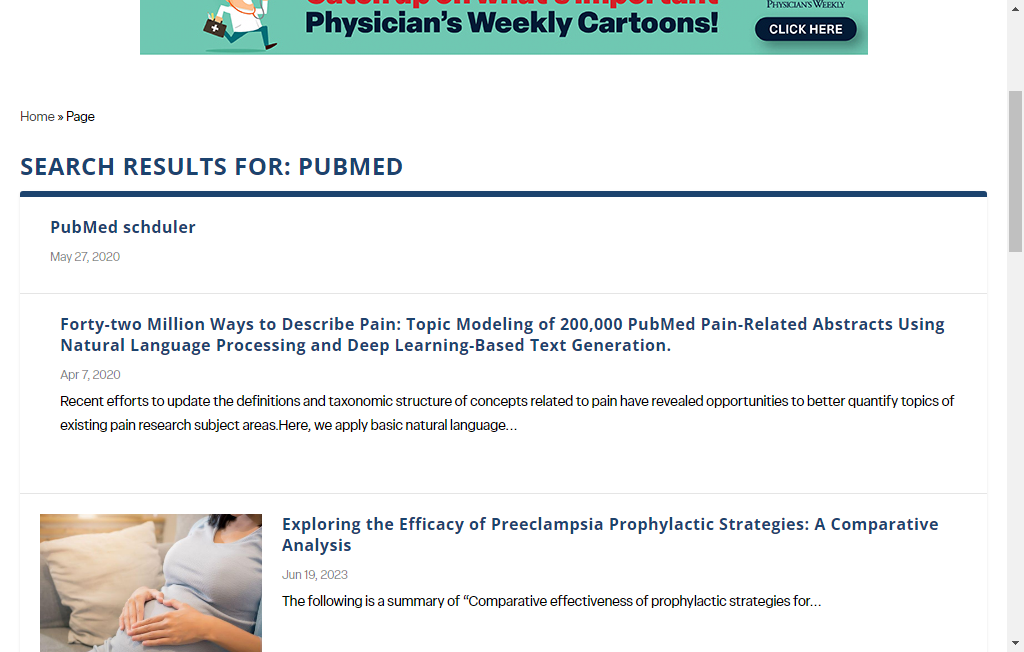 Catch up on what's Important
Physician's Weekly Cartoons!
PHYSICIAN'S WEEKLY
CLICK HERE
Home » Page
SEARCH RESULTS FOR: PUBMED
PubMed schduler
May 27, 2020
Forty-two Million Ways to Describe Pain: Topic Modeling of 200,000 PubMed Pain-Related Abstracts Using
Natural Language Processing and Deep Learning-Based Text Generation.
Apr 7, 2020
Recent efforts to update the definitions and taxonomic structure of concepts related to pain have revealed opportunities to better quantify topics of
existing pain research subject areas.Here, we apply basic natural language…
Exploring the Efficacy of Preeclampsia Prophylactic Strategies: A Comparative
Analysis
Jun 19, 2023
The following is a summary of “Comparative effectiveness of prophylactic strategies for…